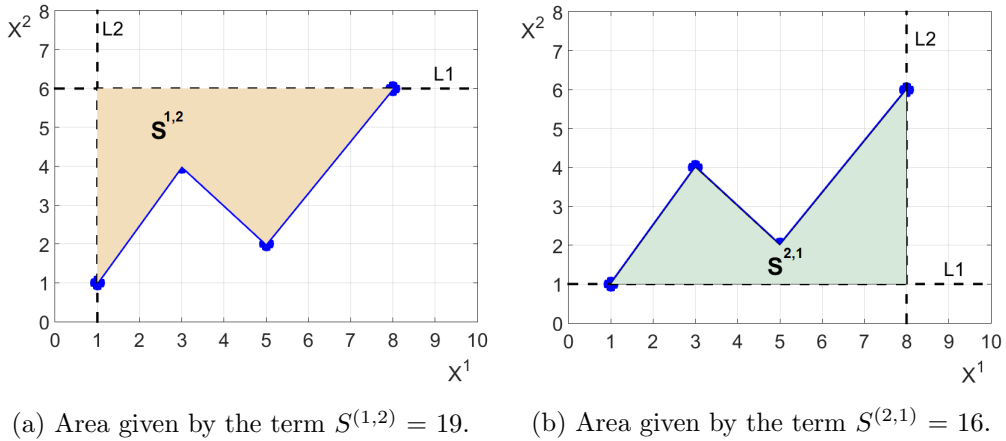 X²
8
7
6
5
4
3
2
1
0
L2
L1
S^{1,2}
0 1 2 3 4 5 6 7 8 9 10
X¹
X²
8
7
6
5
4
3
2
1
0
L2
L1
S^{2,1}
0 1 2 3 4 5 6 7 8 9 10
X¹
(a) Area given by the term S^{(1,2)} = 19.
(b) Area given by the term S^{(2,1)} = 16.